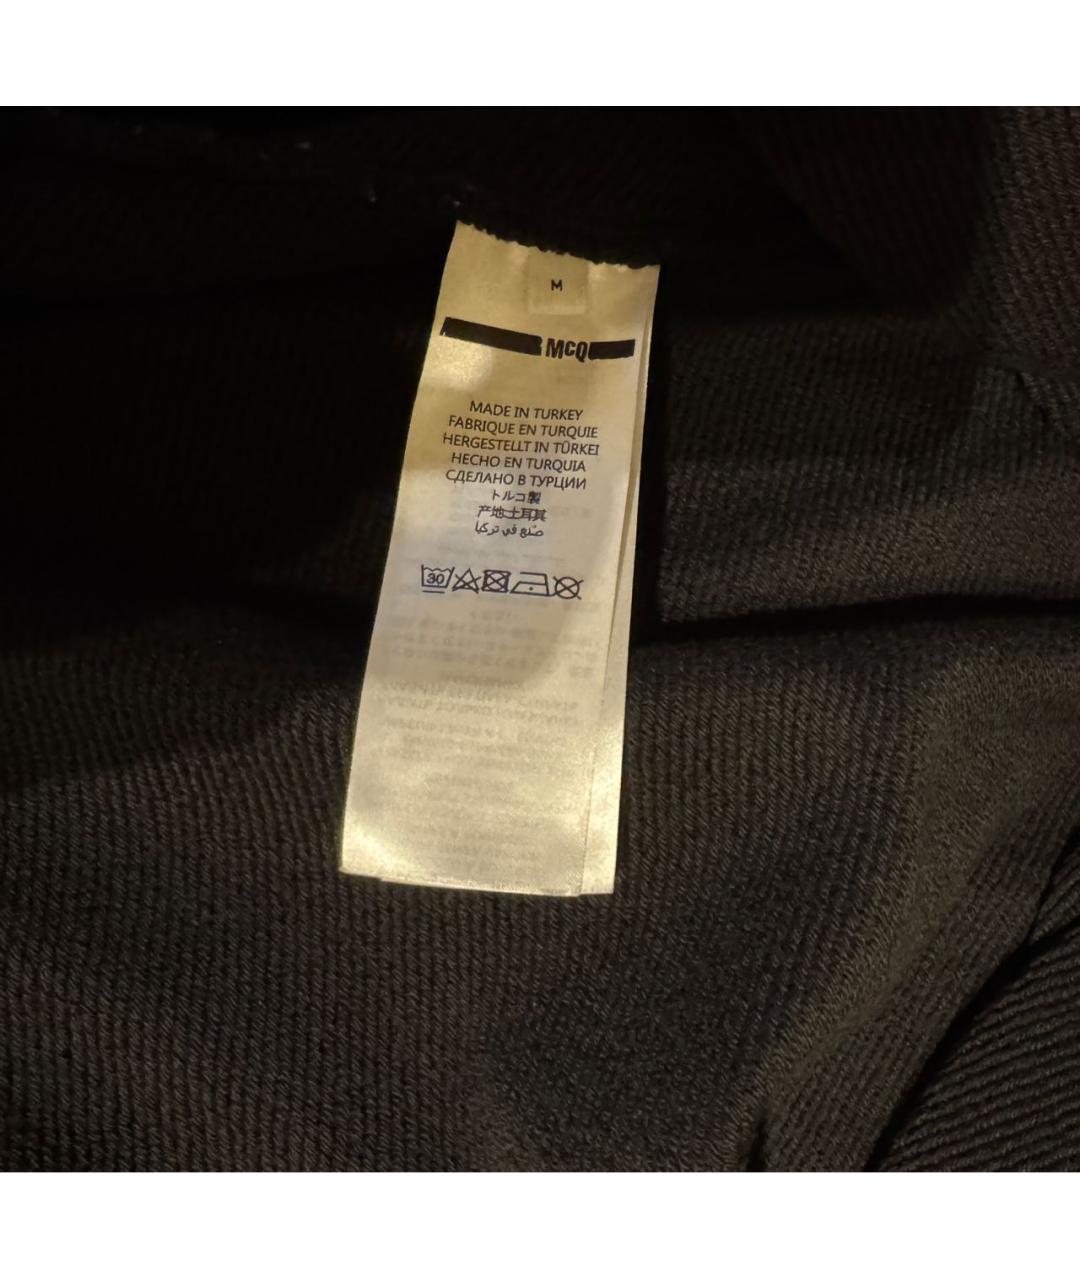 M
McQ
MADE IN TURKEY
FABRIQUE EN TURQUIE
HERGESTELLT IN TÜRKEI
HECHO EN TURQUIA
СДЕЛАНО В ТУРЦИИ
トルコ製
产地土耳其
صنع في تركيا
30